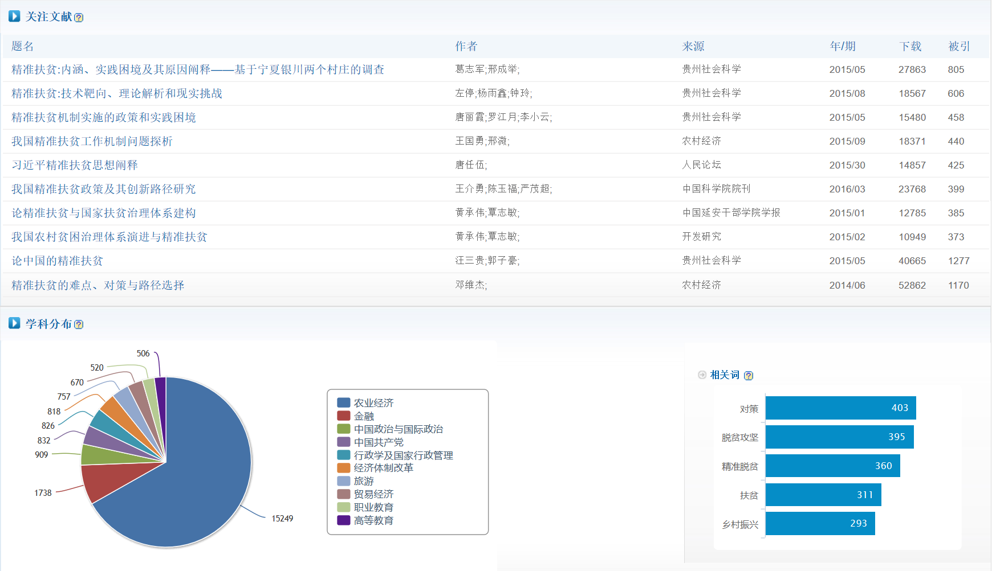 关注文献
题名 作者 来源 年/期 下载 被引
精准扶贫:内涵、实践困境及其原因阐释——基于宁夏银川两个村庄的调查 葛志军;邢成举; 贵州社会科学 2015/05 27863 805
精准扶贫:技术靶向、理论解析和现实挑战 左停;杨雨鑫;钟玲; 贵州社会科学 2015/08 18567 606
精准扶贫机制实施的政策和实践困境 唐丽霞;罗江月;李小云; 贵州社会科学 2015/05 15480 458
我国精准扶贫工作机制问题探析 王国勇;邢溦; 农村经济 2015/09 18371 440
习近平精准扶贫思想阐释 唐任伍; 人民论坛 2015/30 14857 425
我国精准扶贫政策及其创新路径研究 王介勇;陈玉福;严茂超; 中国科学院院刊 2016/03 23768 399
论精准扶贫与国家扶贫治理体系建构 黄承伟;覃志敏; 中国延安干部学院学报 2015/01 12785 385
我国农村贫困治理体系演进与精准扶贫 黄承伟;覃志敏; 开发研究 2015/02 10949 373
论中国的精准扶贫 汪三贵;郭子豪; 贵州社会科学 2015/05 40665 1277
精准扶贫的难点、对策与路径选择 邓维杰; 农村经济 2014/06 52862 1170
学科分布
506
520
670
757
818
826
832
909
1738
15249
农业经济
金融
中国政治与国际政治
中国共产党
行政学及国家行政管理
经济体制改革
旅游
贸易经济
职业教育
高等教育
相关词
对策 403
脱贫攻坚 395
精准脱贫 360
扶贫 311
乡村振兴 293